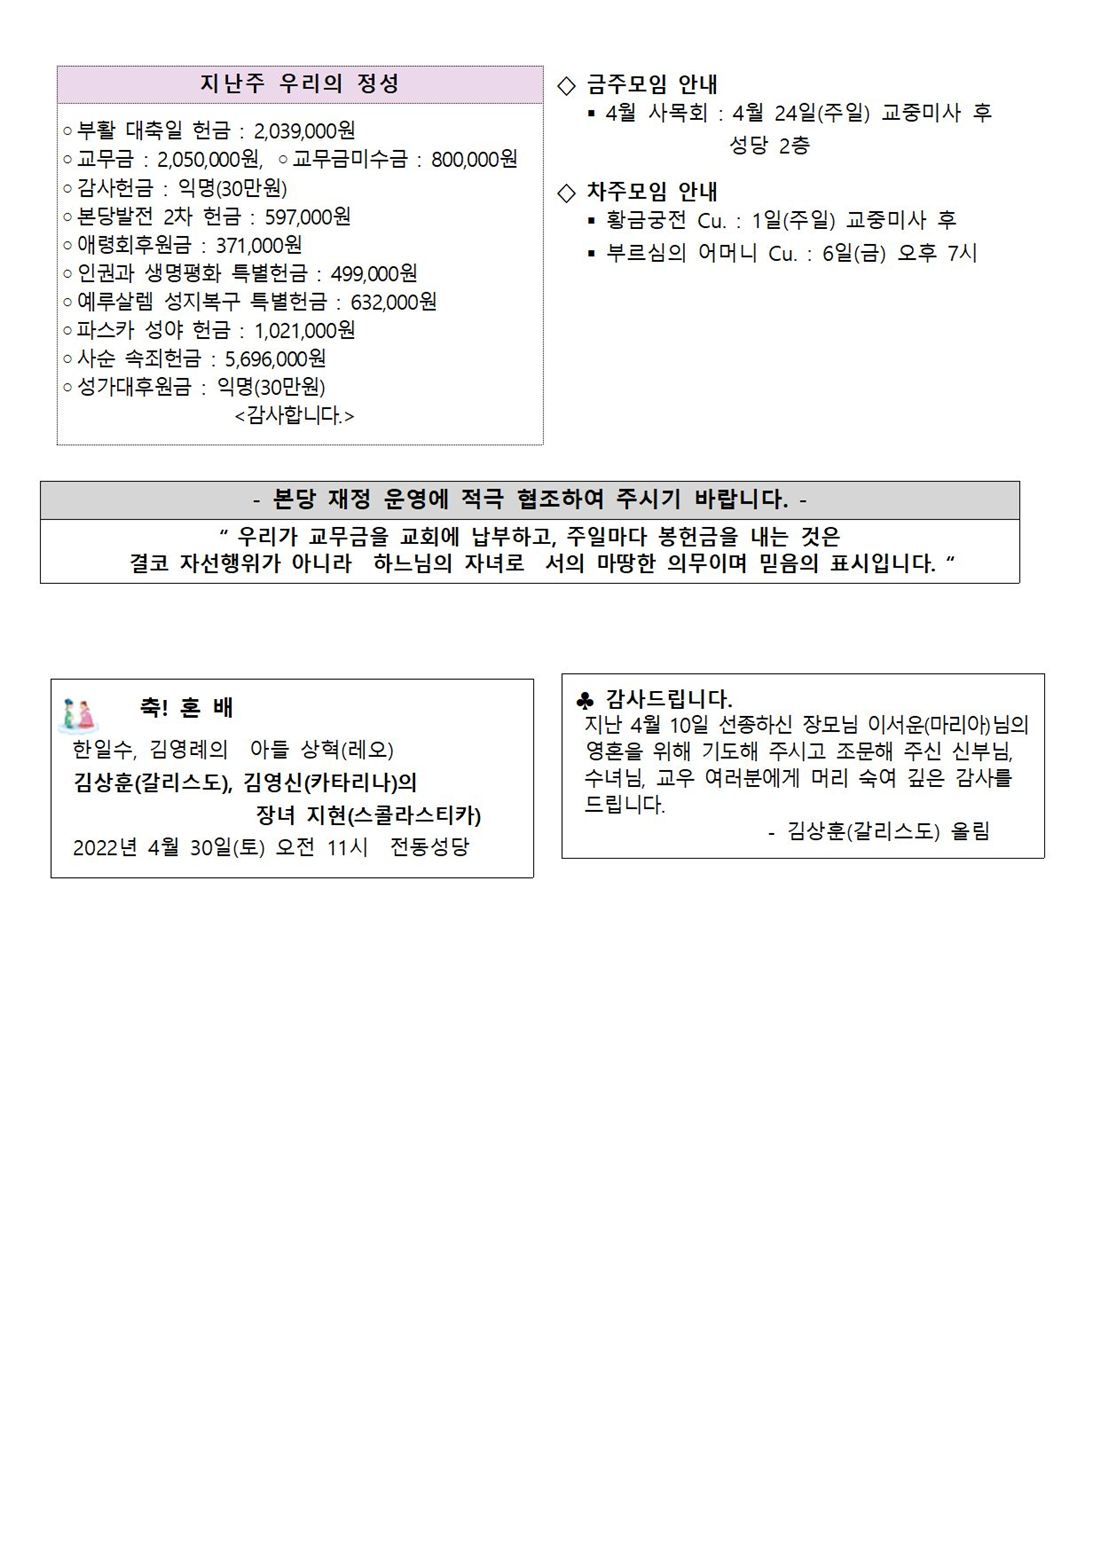 지난주 우리의 정성
○ 부활 대축일 헌금 : 2,039,000원
○ 교무금 : 2,050,000원, ○ 교무금미수금 : 800,000원
○ 감사헌금 : 익명(30만원)
○ 본당발전 2차 헌금 : 597,000원
○ 애령회후원금 : 371,000원
○ 인권과 생명평화 특별헌금 : 499,000원
○ 예루살렘 성지복구 특별헌금 : 632,000원
○ 파스카 성야 헌금 : 1,021,000원
○ 사순 속죄헌금 : 5,696,000원
○ 성가대후원금 : 익명(30만원)
<감사합니다.>
◇ 금주모임 안내
▪ 4월 사목회 : 4월 24일(주일) 교중미사 후
성당 2층
◇ 차주모임 안내
▪ 황금궁전 Cu. : 1일(주일) 교중미사 후
▪ 부르심의 어머니 Cu. : 6일(금) 오후 7시
- 본당 재정 운영에 적극 협조하여 주시기 바랍니다. -
“ 우리가 교무금을 교회에 납부하고, 주일마다 봉헌금을 내는 것은
결코 자선행위가 아니라 하느님의 자녀로 서의 마땅한 의무이며 믿음의 표시입니다. “
축! 혼 배
한일수, 김영례의 아들 상혁(레오)
김상훈(갈리스도), 김영신(카타리나)의
장녀 지현(스콜라스티카)
2022년 4월 30일(토) 오전 11시 전동성당
♣ 감사드립니다.
지난 4월 10일 선종하신 장모님 이서운(마리아)님의
영혼을 위해 기도해 주시고 조문해 주신 신부님,
수녀님, 교우 여러분에게 머리 숙여 깊은 감사를
드립니다.
- 김상훈(갈리스도) 올림